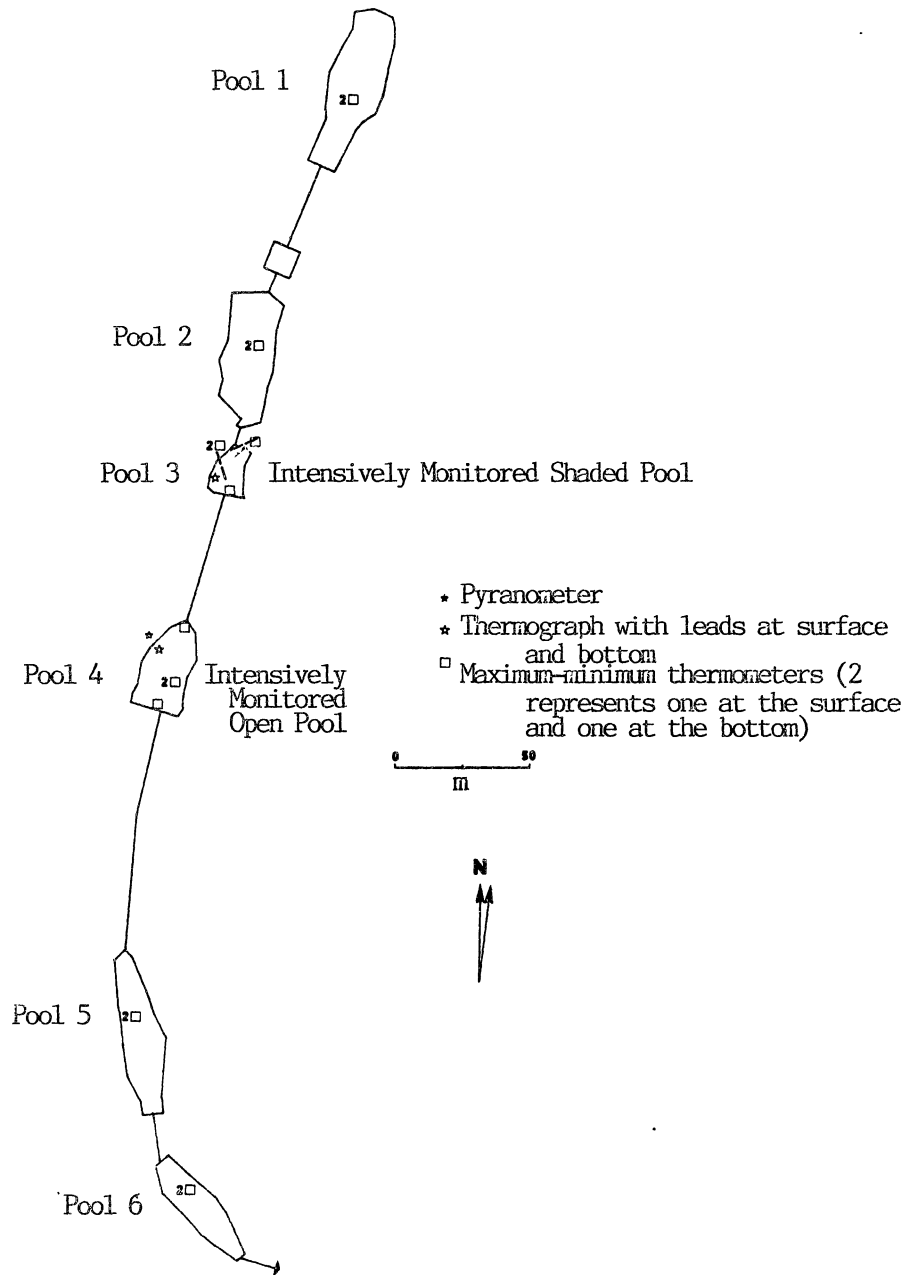 Pool 1
2
Pool 2
2
2
Pool 3
Intensively Monitored Shaded Pool
Pyranometer
Thermograph with leads at surface
and bottom
Maximum-minimum thermometers (2
represents one at the surface
and one at the bottom)
Pool 4
2
Intensively
Monitored
Open Pool
0 50
m
N
Pool 5
2
Pool 6
2